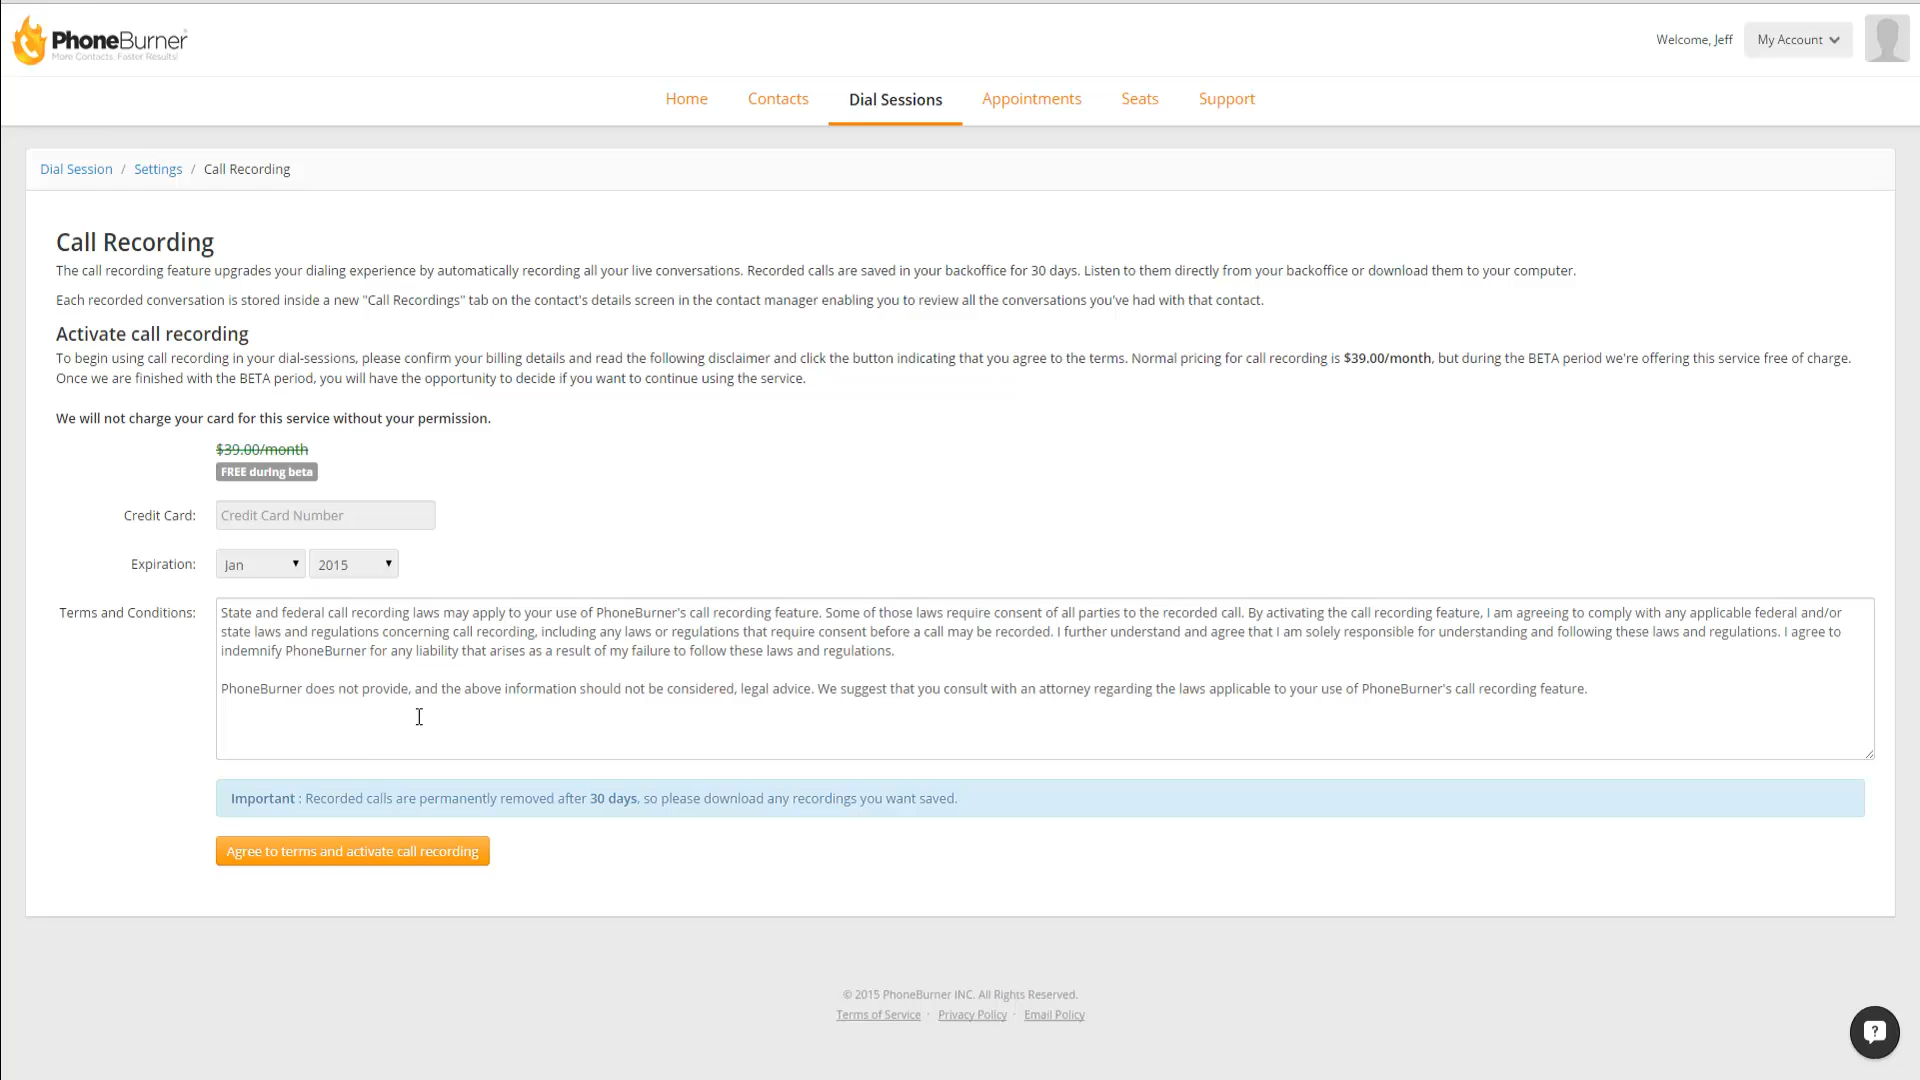 PhoneBurner
More Contacts. Faster Results!
Welcome, Jeff
My Account
Home
Contacts
Dial Sessions
Appointments
Seats
Support
Dial Session / Settings / Call Recording
Call Recording
The call recording feature upgrades your dialing experience by automatically recording all your live conversations. Recorded calls are saved in your backoffice for 30 days. Listen to them directly from your backoffice or download them to your computer.
Each recorded conversation is stored inside a new "Call Recordings" tab on the contact's details screen in the contact manager enabling you to review all the conversations you've had with that contact.
Activate call recording
To begin using call recording in your dial-sessions, please confirm your billing details and read the following disclaimer and click the button indicating that you agree to the terms. Normal pricing for call recording is $39.00/month, but during the BETA period we're offering this service free of charge.
Once we are finished with the BETA period, you will have the opportunity to decide if you want to continue using the service.
We will not charge your card for this service without your permission.
$39.00/month
FREE during beta
Credit Card: Credit Card Number
Expiration: Jan 2015
Terms and Conditions: State and federal call recording laws may apply to your use of PhoneBurner's call recording feature. Some of those laws require consent of all parties to the recorded call. By activating the call recording feature, I am agreeing to comply with any applicable federal and/or
state laws and regulations concerning call recording, including any laws or regulations that require consent before a call may be recorded. I further understand and agree that I am solely responsible for understanding and following these laws and regulations. I agree to
indemnify PhoneBurner for any liability that arises as a result of my failure to follow these laws and regulations.
PhoneBurner does not provide, and the above information should not be considered, legal advice. We suggest that you consult with an attorney regarding the laws applicable to your use of PhoneBurner's call recording feature.
Important : Recorded calls are permanently removed after 30 days, so please download any recordings you want saved.
Agree to terms and activate call recording
© 2015 PhoneBurner INC. All Rights Reserved.
Terms of Service · Privacy Policy · Email Policy
?